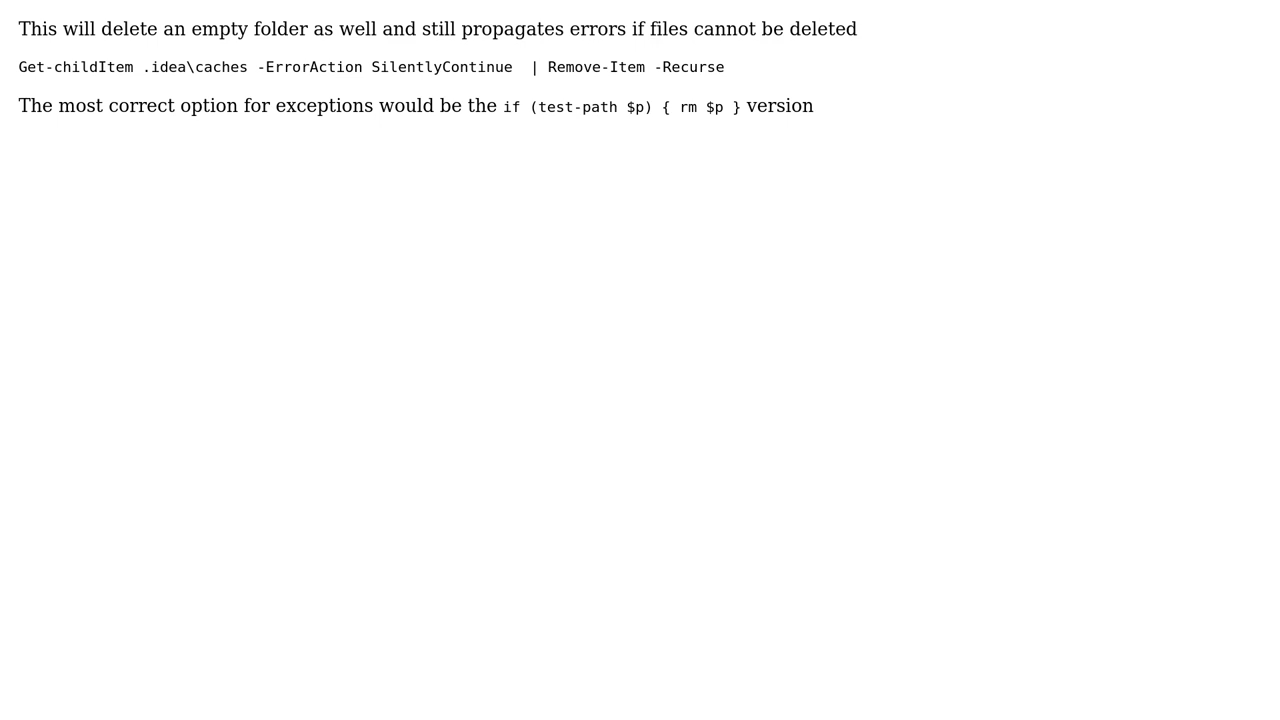 This will delete an empty folder as well and still propagates errors if files cannot be deleted
Get-childItem .idea\caches -ErrorAction SilentlyContinue  | Remove-Item -Recurse
The most correct option for exceptions would be the if (test-path $p) { rm $p } version